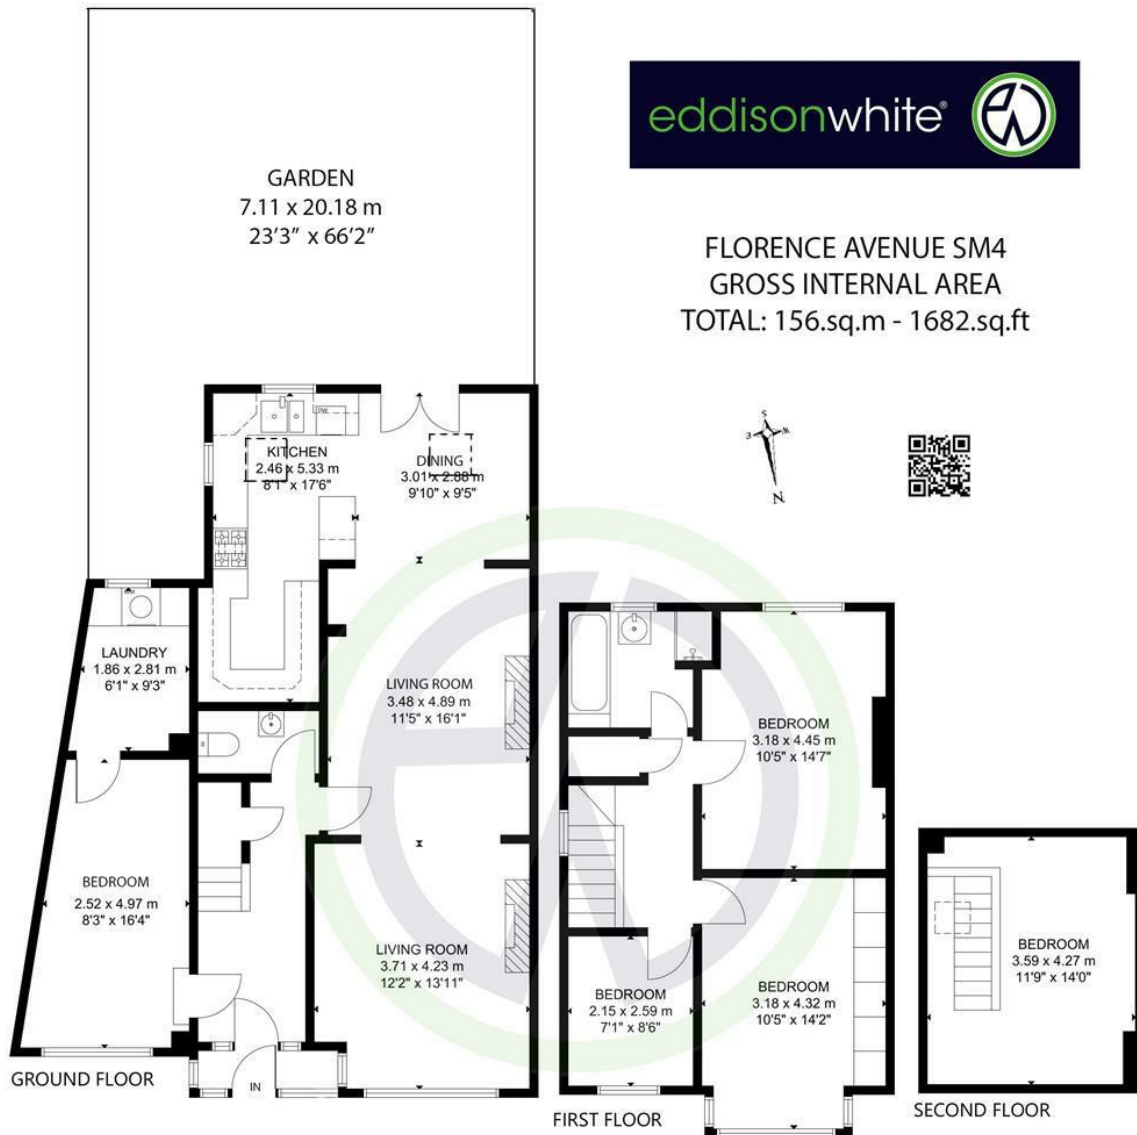 eddisonwhite®
GARDEN
7.11 x 20.18 m
23'3" x 66'2"
FLORENCE AVENUE SM4
GROSS INTERNAL AREA
TOTAL: 156.sq.m - 1682.sq.ft
S
E
W
N
KITCHEN
2.46 x 5.33 m
8'1" x 17'6"
DINING
3.01 x 2.88 m
9'10" x 9'5"
LAUNDRY
1.86 x 2.81 m
6'1" x 9'3"
LIVING ROOM
3.48 x 4.89 m
11'5" x 16'1"
BEDROOM
2.52 x 4.97 m
8'3" x 16'4"
LIVING ROOM
3.71 x 4.23 m
12'2" x 13'11"
IN
GROUND FLOOR
BEDROOM
3.18 x 4.45 m
10'5" x 14'7"
BEDROOM
2.15 x 2.59 m
7'1" x 8'6"
BEDROOM
3.18 x 4.32 m
10'5" x 14'2"
FIRST FLOOR
BEDROOM
3.59 x 4.27 m
11'9" x 14'0"
SECOND FLOOR